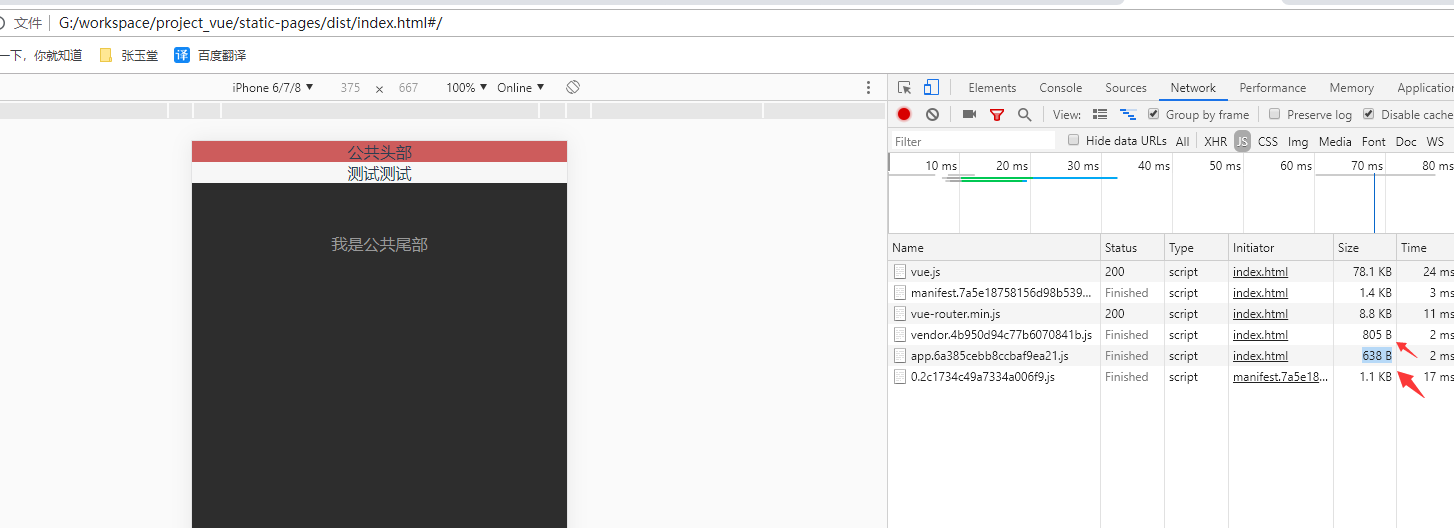 文件 G:/workspace/project_vue/static-pages/dist/index.html#/
一下，你就知道 张玉堂 译 百度翻译
iPhone 6/7/8 ▼ 375 × 667 100% ▼ Online ▼
Elements Console Sources Network Performance Memory Application
View: Group by frame Preserve log Disable cache
Filter Hide data URLs All XHR JS CSS Img Media Font Doc WS
10 ms 20 ms 30 ms 40 ms 50 ms 60 ms 70 ms 80 ms
公共头部
测试测试
我是公共尾部
Name Status Type Initiator Size Time
vue.js 200 script index.html 78.1 KB 24 ms
manifest.7a5e18758156d98b539... Finished script index.html 1.4 KB 3 ms
vue-router.min.js 200 script index.html 8.8 KB 11 ms
vendor.4b950d94c77b6070841b.js Finished script index.html 805 B 2 ms
app.6a385cebb8ccbaf9ea21.js Finished script index.html 638 B 2 ms
0.2c1734c49a7334a006f9.js Finished script manifest.7a5e18... 1.1 KB 17 ms